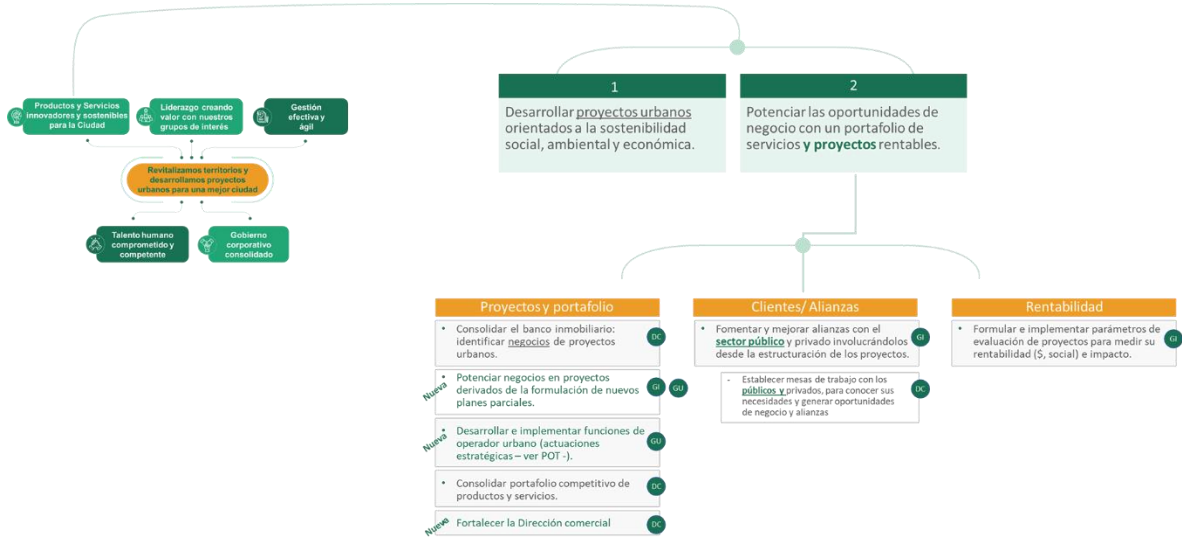 Productos y Servicios
innovadores y sostenibles
para la Ciudad
Liderazgo creando
valor con nuestros
grupos de interés
Gestión
efectiva y
ágil
Revitalizamos territorios y
desarrollamos proyectos
urbanos para una mejor ciudad
Talento humano
comprometido y
competente
Gobierno
corporativo
consolidado
1
Desarrollar proyectos urbanos
orientados a la sostenibilidad
social, ambiental y económica.
2
Potenciar las oportunidades de
negocio con un portafolio de
servicios y proyectos rentables.
Proyectos y portafolio
• Consolidar el banco inmobiliario:
identificar negocios de proyectos
urbanos.
DC
Nueva
• Potenciar negocios en proyectos
derivados de la formulación de nuevos
planes parciales.
GI
GU
Nueva
• Desarrollar e implementar funciones de
operador urbano (actuaciones
estratégicas – ver POT -).
GU
• Consolidar portafolio competitivo de
productos y servicios.
DC
Nueve
• Fortalecer la Dirección comercial
DC
Clientes/ Alianzas
• Fomentar y mejorar alianzas con el
sector público y privado involucrándolos
desde la estructuración de los proyectos.
GI
- Establecer mesas de trabajo con los
públicos y privados, para conocer sus
necesidades y generar oportunidades
de negocio y alianzas
DC
Rentabilidad
• Formular e implementar parámetros de
evaluación de proyectos para medir su
rentabilidad ($, social) e impacto.
GI